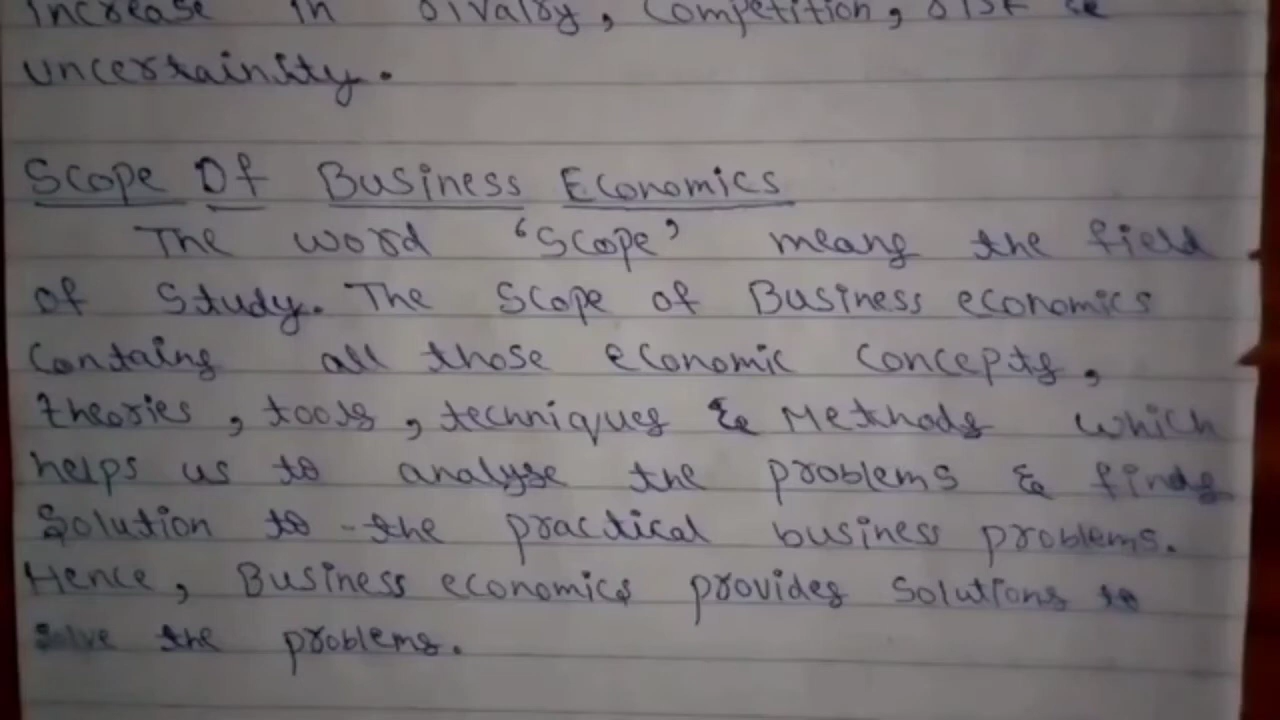 increase in rivalry, competition, risk &
uncertainity.
Scope Of Business Economics
The word 'Scope' means the field
of Study. The Scope of Business economics
Contains all those economic concepts,
theories, tools, techniques & Methods which
helps us to analyse the problems & finds
Solution to the practical business problems.
Hence, Business economics provides Solutions to
solve the problems.